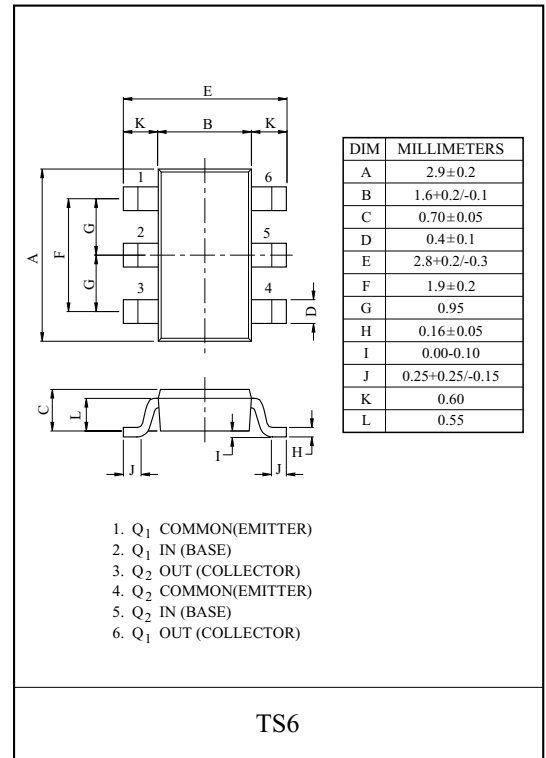 E
K B K
1 6
2 5
3 4
A
F
G
G
D
C
L
I
H
J J
DIM MILLIMETERS
A 2.9±0.2
B 1.6+0.2/-0.1
C 0.70±0.05
D 0.4±0.1
E 2.8+0.2/-0.3
F 1.9±0.2
G 0.95
H 0.16±0.05
I 0.00-0.10
J 0.25+0.25/-0.15
K 0.60
L 0.55
1. Q1 COMMON(EMITTER)
2. Q1 IN (BASE)
3. Q2 OUT (COLLECTOR)
4. Q2 COMMON(EMITTER)
5. Q2 IN (BASE)
6. Q1 OUT (COLLECTOR)
TS6